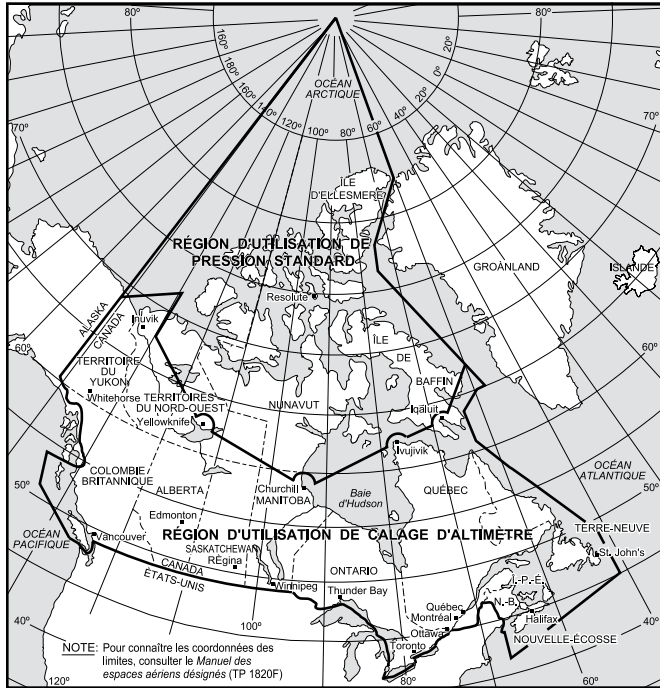 80°
160°
160°
160°
140°
140°
120°
100°
80°
60°
40°
20°
0°
20°
80°
70°
60°
50°
40°
OCÉAN
ARCTIQUE
ÎLE
D'ELLESMERE
RÉGION D'UTILISATION DE
PRESSION STANDARD
GROÀNLAND
ISLANDE
Resolute
ALASKA
CANADA
Inuvik
ÎLE
DE
BAFFIN
TERRITOIRE
DU
YUKON
Whitehorse
TERRITOIRES
DU NORD-OUEST
NUNAVUT
Yellowknife
Iqaluit
Ivujivik
COLOMBIE
BRITANNIQUE
ALBERTA
Churchill
MANITOBA
Baie
d'Hudson
QUÉBEC
OCÉAN
ATLANTIQUE
Edmonton
RÉGION D'UTILISATION DE CALAGE D'ALTIMÈTRE
TERRE-NEUVE
St. John's
OCÉAN
PACIFIQUE
Vancouver
SASKATCHEWAN
RÉgina
CANADA
ÉTATS-UNIS
Winnipeg
ONTARIO
Thunder Bay
Î.-P.-É.
N.-B.
Québec
Montréal
Ottawa
Toronto
Halifax
NOUVELLE-ÉCOSSE
70°
60°
50°
40°
120°
100°
80°
60°
NOTE: Pour connaître les coordonnées des
limites, consulter le Manuel des
espaces aériens désignés (TP 1820F)